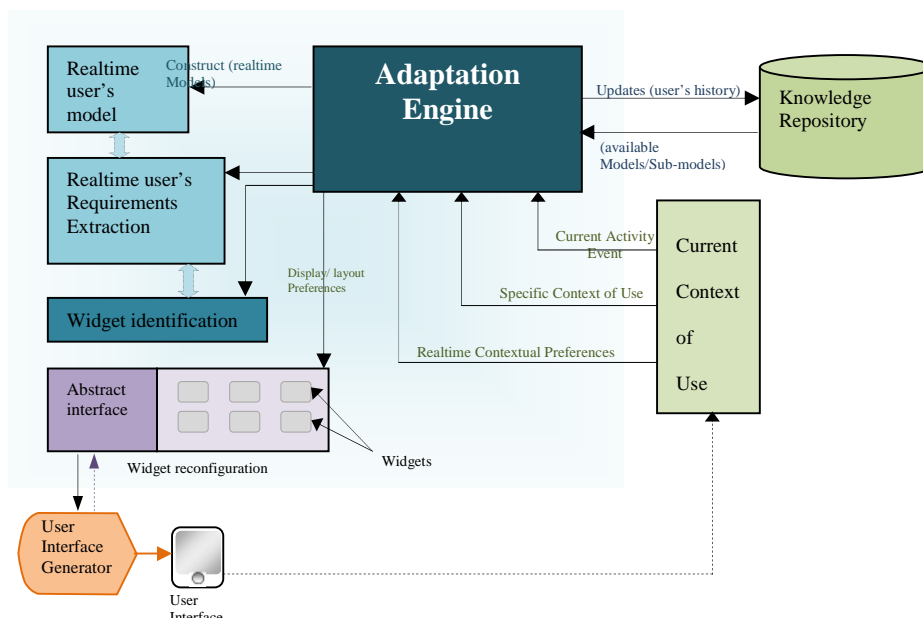 Realtime
user's
model
Construct (realtime
Models)
Adaptation
Engine
Updates (user's history)
Knowledge
Repository
(available
Models/Sub-models)
Realtime user's
Requirements
Extraction
Current Activity
Event
Current
Context
of
Use
Display/ layout
Preferences
Specific Context of Use
Widget identification
Realtime Contextual Preferences
Abstract
interface
Widgets
Widget reconfiguration
User
Interface
Generator
User
Interface